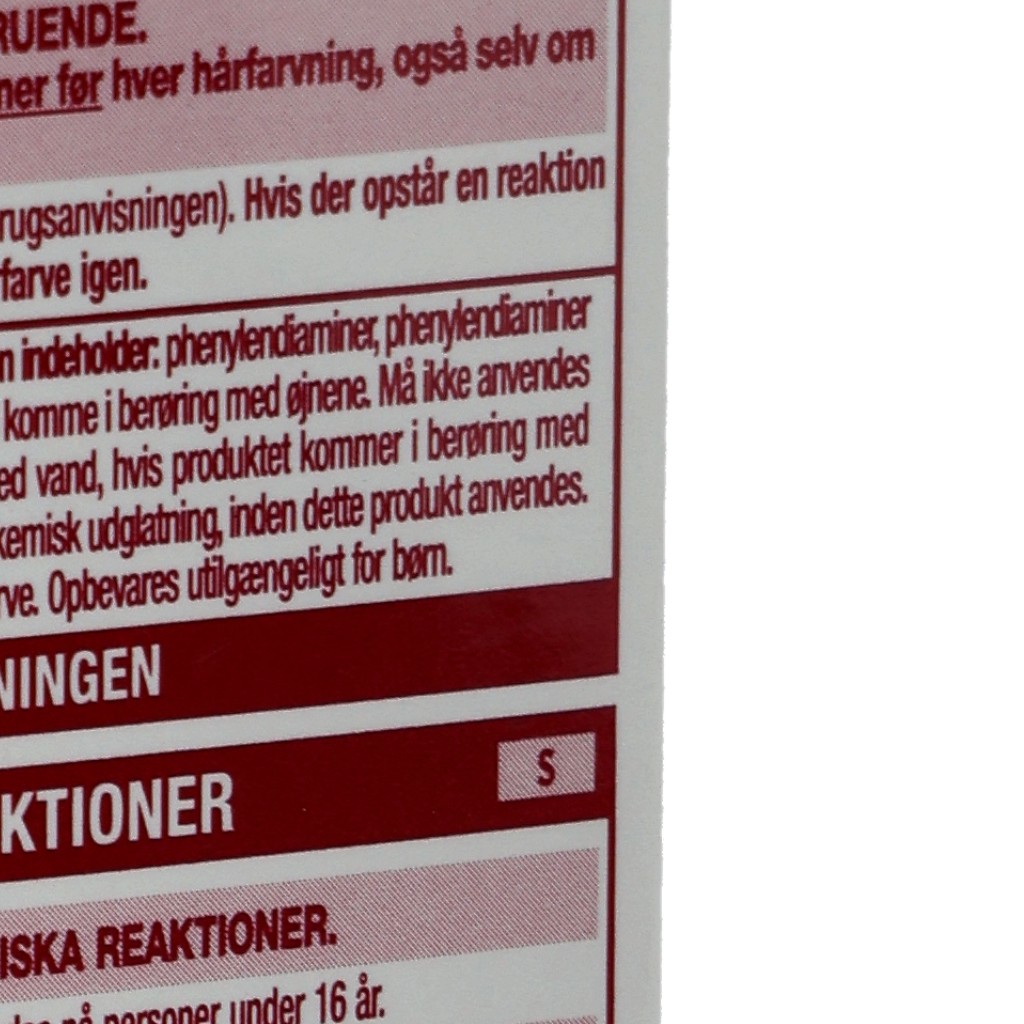 RUENDE.
ner før hver hårfarvning, også selv om
rugsanvisningen). Hvis der opstår en reaktion
farve igen.
n indeholder: phenylendiaminer, phenylendiaminer
komme i berøring med øjnene. Må ikke anvendes
ed vand, hvis produktet kommer i berøring med
kemisk udglatning, inden dette produkt anvendes.
rve. Opbevares utilgængeligt for børn.
NINGEN
KTIONER
S
ISKA REAKTIONER.
på personer under 16 år.